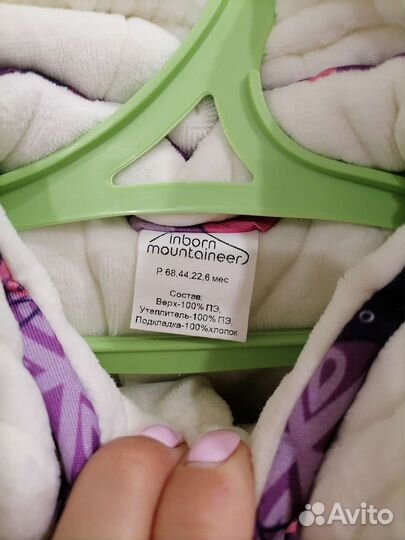 inborn
mountaineer
Р. 68.44.22,6 мес
Состав:
Верх-100% ПЭ,
Утеплитель-100% ПЭ,
Подкладка-100%хлопок
Avito